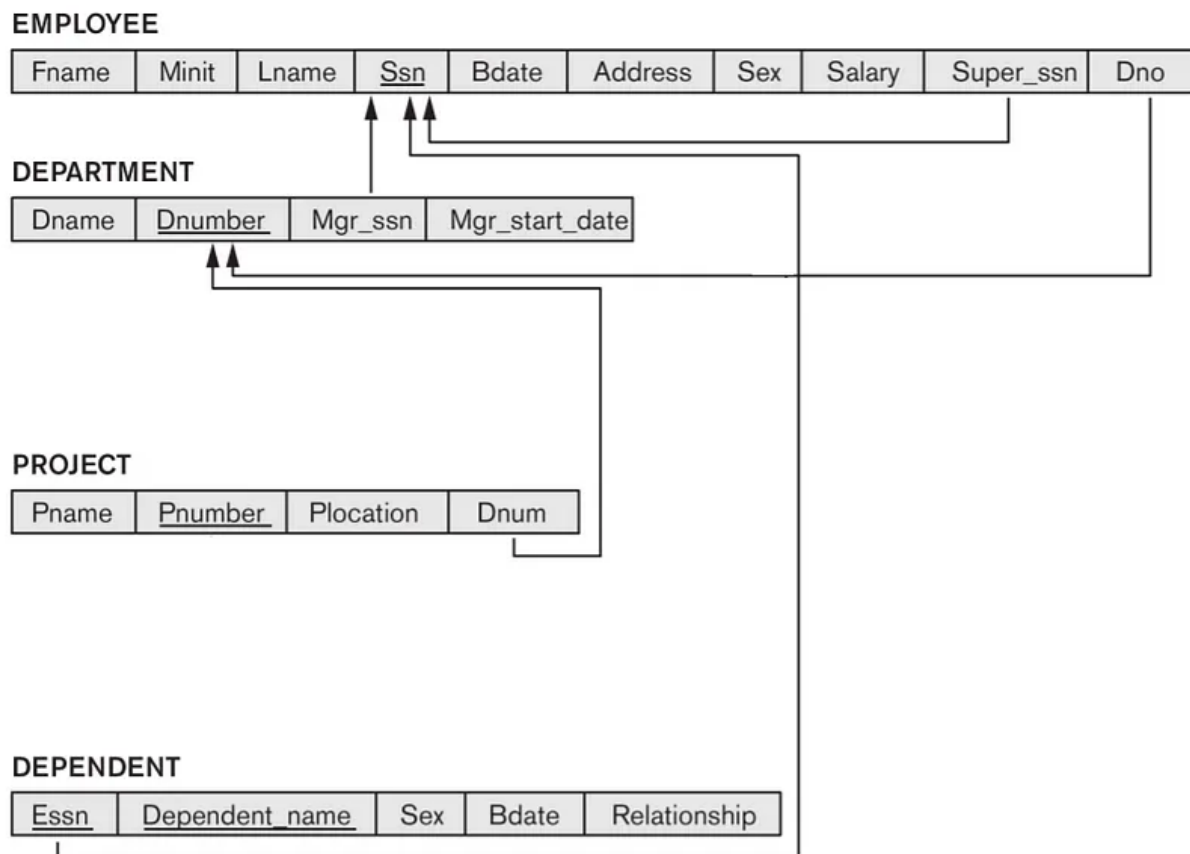 EMPLOYEE
Fname Minit Lname Ssn Bdate Address Sex Salary Super_ssn Dno
DEPARTMENT
Dname Dnumber Mgr_ssn Mgr_start_date
PROJECT
Pname Pnumber Plocation Dnum
DEPENDENT
Essn Dependent_name Sex Bdate Relationship